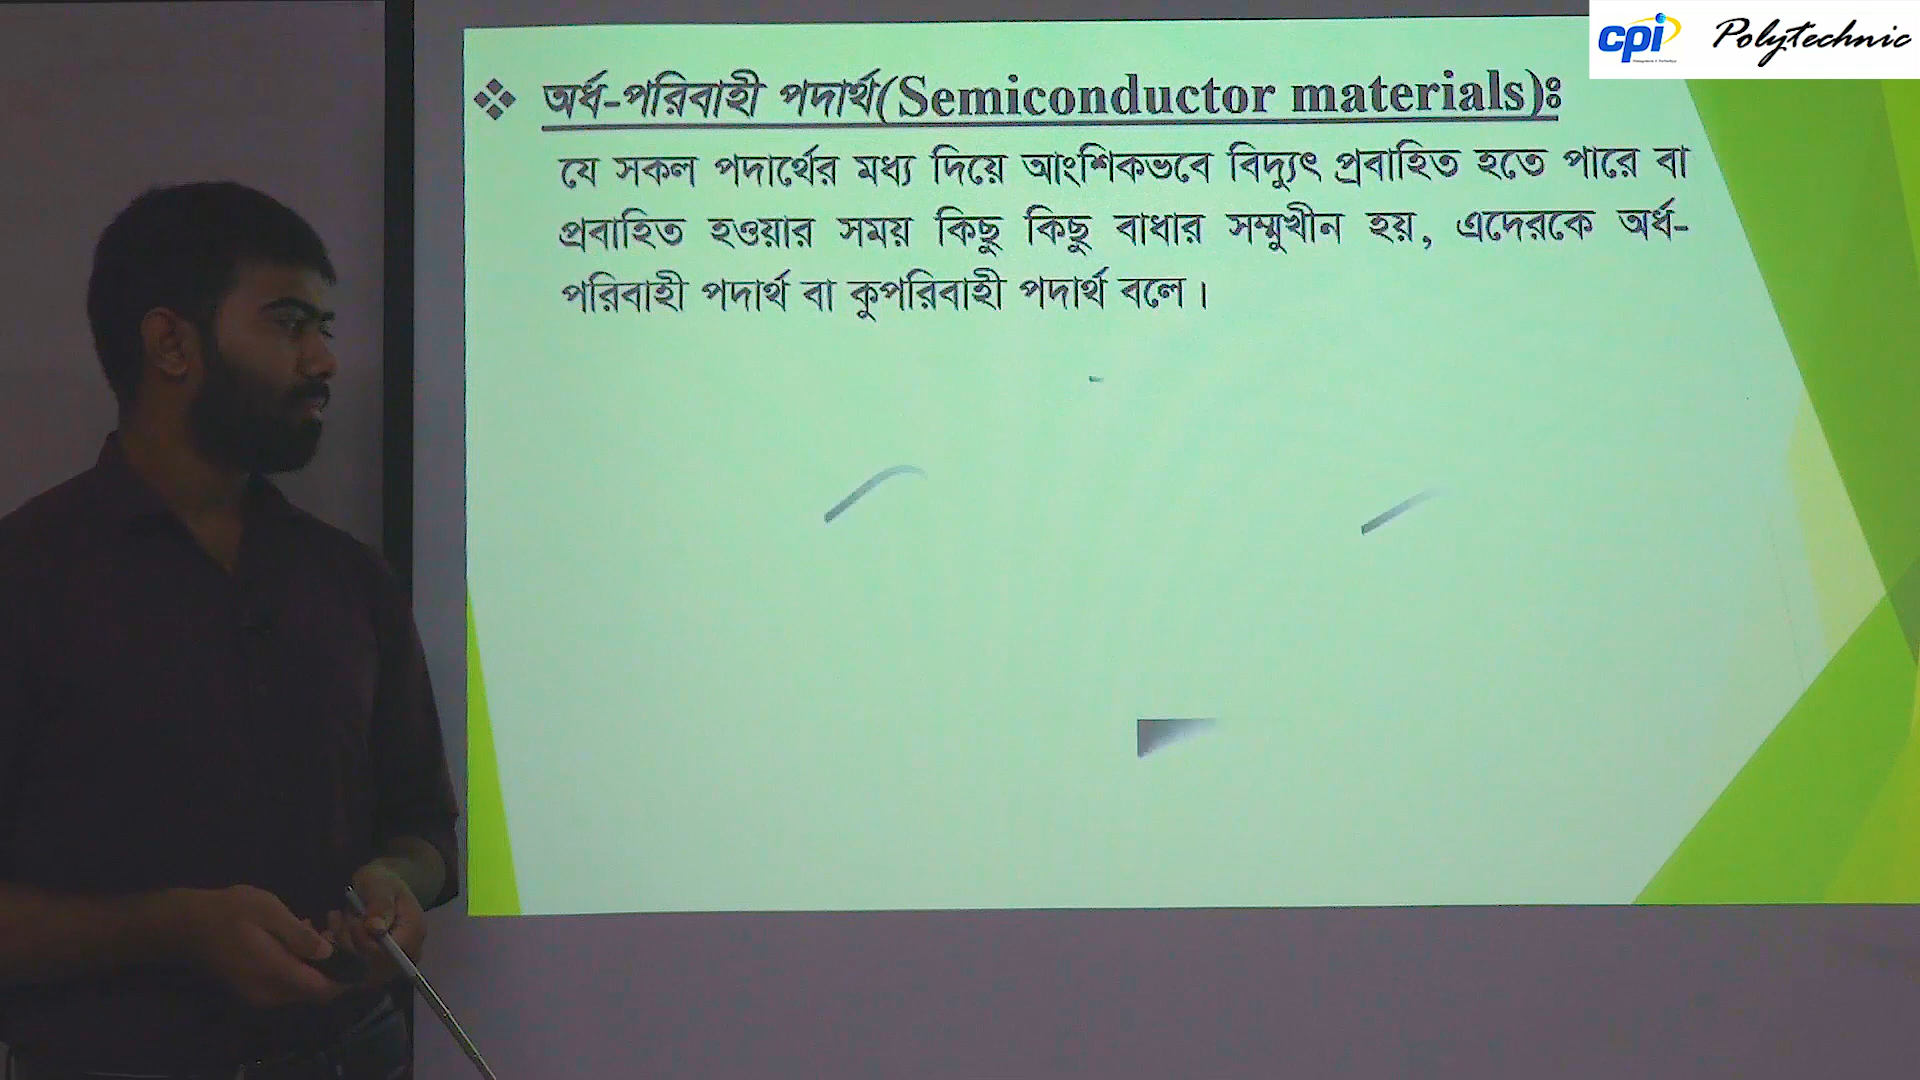 cpi Polytechnic
❖ অর্ধ-পরিবাহী পদার্থ(Semiconductor materials)ঃ
যে সকল পদার্থের মধ্য দিয়ে আংশিকভবে বিদ্যুৎ প্রবাহিত হতে পারে বা
প্রবাহিত হওয়ার সময় কিছু কিছু বাধার সম্মুখীন হয়, এদেরকে অর্ধ-
পরিবাহী পদার্থ বা কুপরিবাহী পদার্থ বলে।